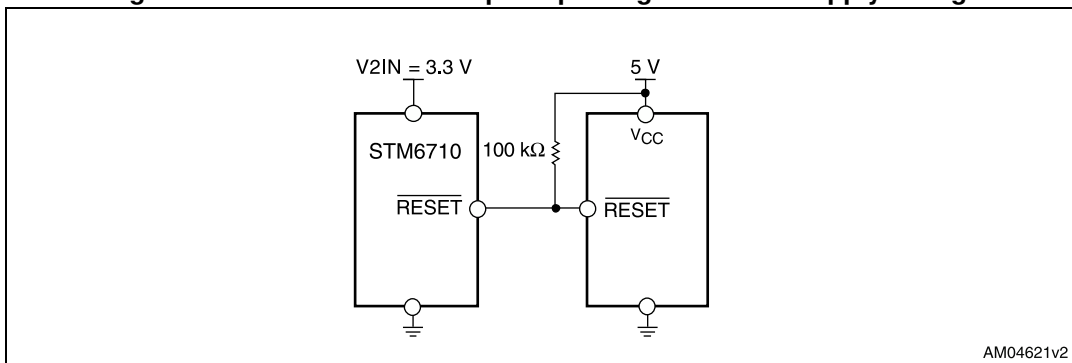 V2IN = 3.3 V
5 V
VCC
STM6710
100 kΩ
RESET
RESET
AM04621v2